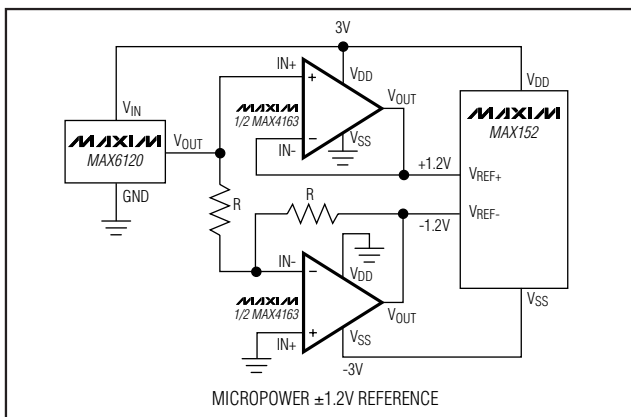 3V
IN+
+
VDD
VOUT
MAXIM
1/2 MAX4163
VSS
−
IN-
VIN
MAXIM
MAX6120
VOUT
GND
VDD
MAXIM
MAX152
+1.2V
VREF+
R
R
-1.2V
VREF-
IN-
−
VDD
MAXIM
1/2 MAX4163
VOUT
+
IN+
VSS
-3V
VSS
MICROPOWER ±1.2V REFERENCE